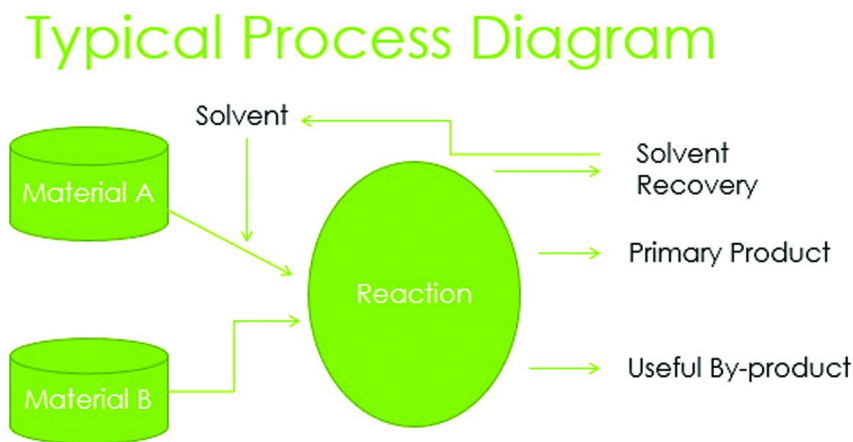 Typical Process Diagram
Solvent
Material A
Solvent
Recovery
Primary Product
Reaction
Useful By-product
Material B